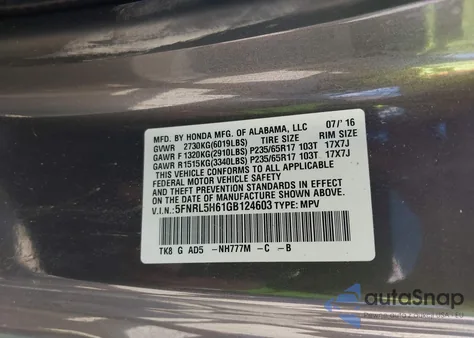 MFD. BY HONDA MFG. OF ALABAMA, LLC 07/'16
GVWR 2730KG(6019LBS) TIRE SIZE RIM SIZE
GAWR F 1320KG(2910LBS) P235/65R17 103T 17X7J
GAWR R 1515KG(3340LBS) P235/65R17 103T 17X7J
THIS VEHICLE CONFORMS TO ALL APPLICABLE
FEDERAL MOTOR VEHICLE SAFETY AND THEFT
PREVENTION STANDARDS IN EFFECT ON THE
DATE OF MANUFACTURE SHOWN ABOVE.
V.I.N.: 5FNRL5H61GB124603 TYPE: MPV
TK8 G AD5 -NH777M -C -B
autoSnap